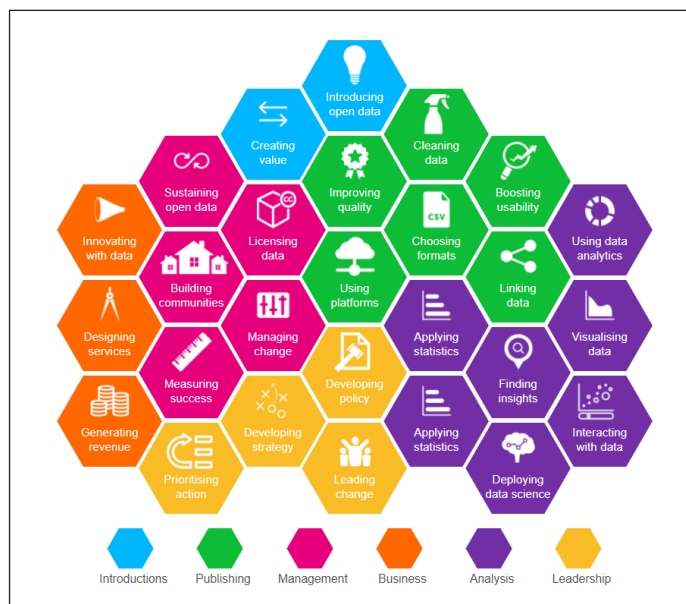 Introducing
open data
Creating
value
Cleaning
data
Sustaining
open data
Improving
quality
Boosting
usability
Innovating
with data
Licensing
data
CC
Choosing
formats
CSV
Using data
analytics
Building
communities
Using
platforms
Linking
data
Designing
services
Managing
change
Applying
statistics
Visualising
data
Measuring
success
Developing
policy
Finding
insights
Generating
revenue
Developing
strategy
Applying
statistics
Interacting
with data
Prioritising
action
Leading
change
Deploying
data science
Introductions
Publishing
Management
Business
Analysis
Leadership